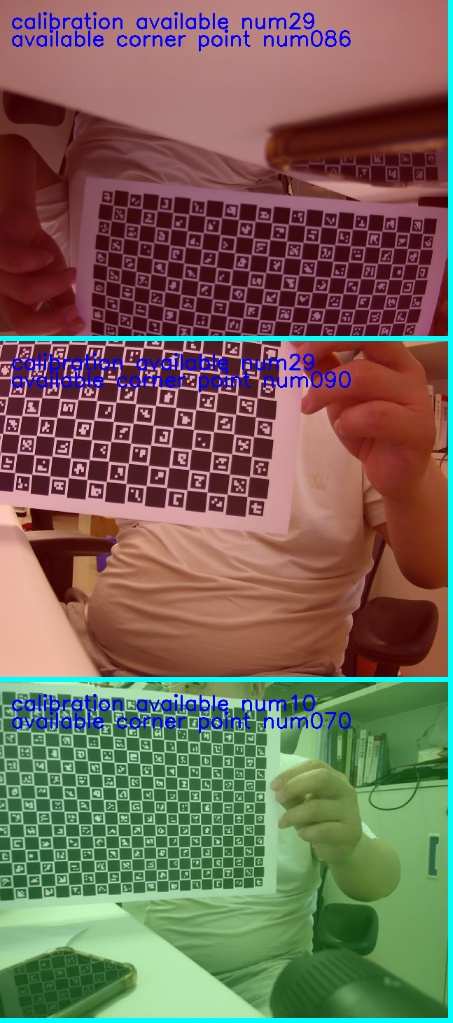 calibration available num29
available corner point num086
calibration available num29
available corner point num090
calibration available num10
available corner point num070